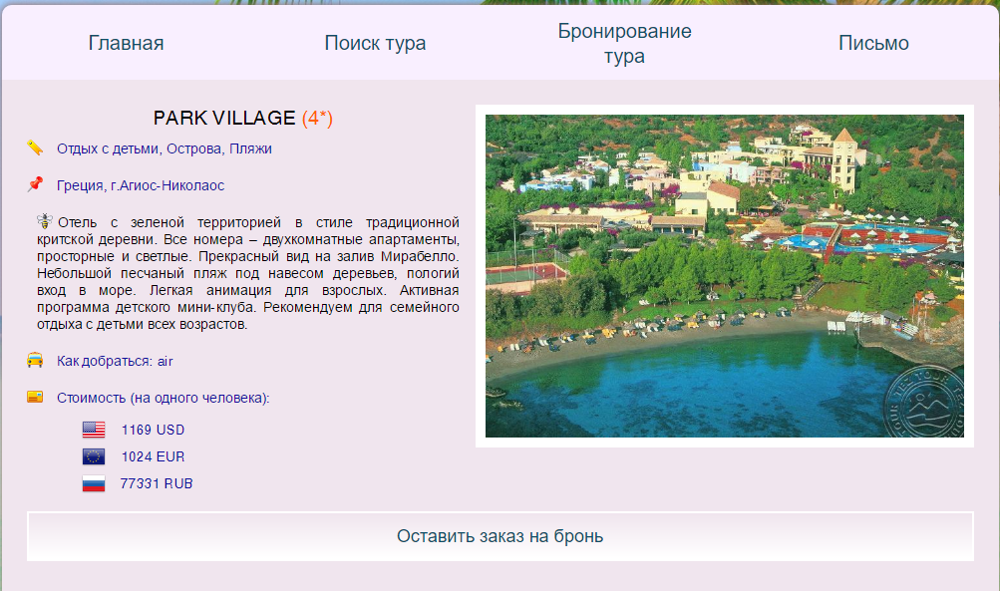 Главная
Поиск тура
Бронирование
тура
Письмо
PARK VILLAGE (4*)
Отдых с детьми, Острова, Пляжи
Греция, г.Агиос-Николаос
Отель с зеленой территорией в стиле традиционной
критской деревни. Все номера – двухкомнатные апартаменты,
просторные и светлые. Прекрасный вид на залив Мирабелло.
Небольшой песчаный пляж под навесом деревьев, пологий
вход в море. Легкая анимация для взрослых. Активная
программа детского мини-клуба. Рекомендуем для семейного
отдыха с детьми всех возрастов.
Как добраться: air
Стоимость (на одного человека):
1169 USD
1024 EUR
77331 RUB
Оставить заказ на бронь